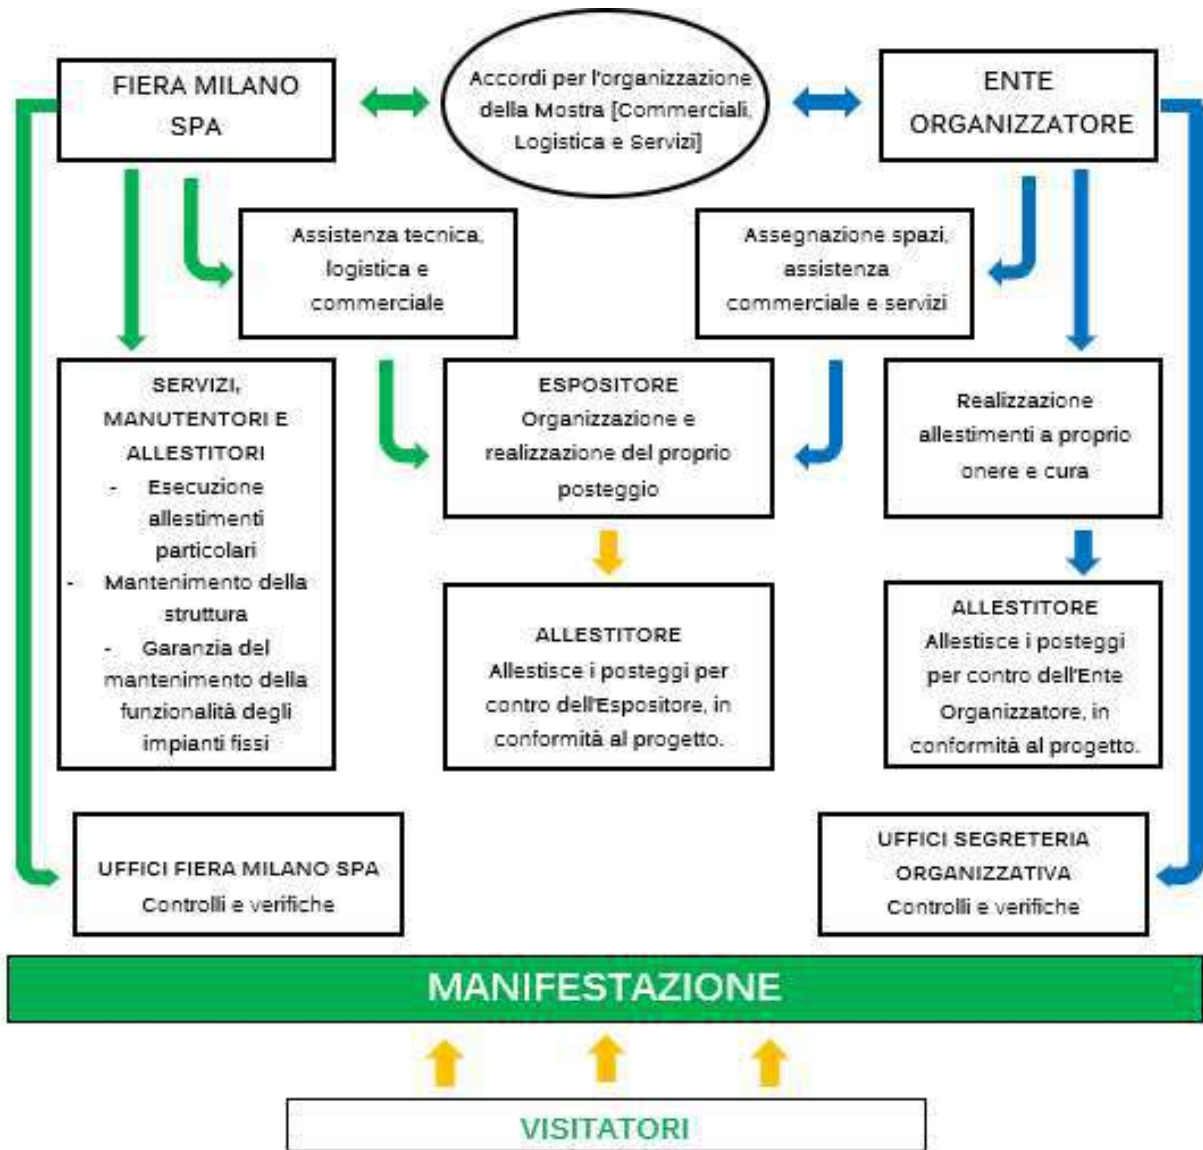 FIERA MILANO
SPA
Accordi per l'organizzazione
della Mostra [Commerciali,
Logistica e Servizi]
ENTE
ORGANIZZATORE
Assistenza tecnica,
logistica e
commerciale
Assegnazione spazi,
assistenza
commerciale e servizi
SERVIZI,
MANUTENTORI E
ALLESTITORI
- Esecuzione
allestimenti
particolari
- Mantenimento della
struttura
- Garanzia del
mantenimento della
funzionalità degli
impianti fissi
ESPOSITORE
Organizzazione e
realizzazione del proprio
posteggio
Realizzazione
allestimenti a proprio
onere e cura
ALLESTITORE
Allestisce i posteggi per
contro dell'Espositore, in
conformità al progetto.
ALLESTITORE
Allestisce i posteggi
per contro dell'Ente
Organizzatore, in
conformità al progetto.
UFFICI FIERA MILANO SPA
Controlli e verifiche
UFFICI SEGRETERIA
ORGANIZZATIVA
Controlli e verifiche
MANIFESTAZIONE
VISITATORI